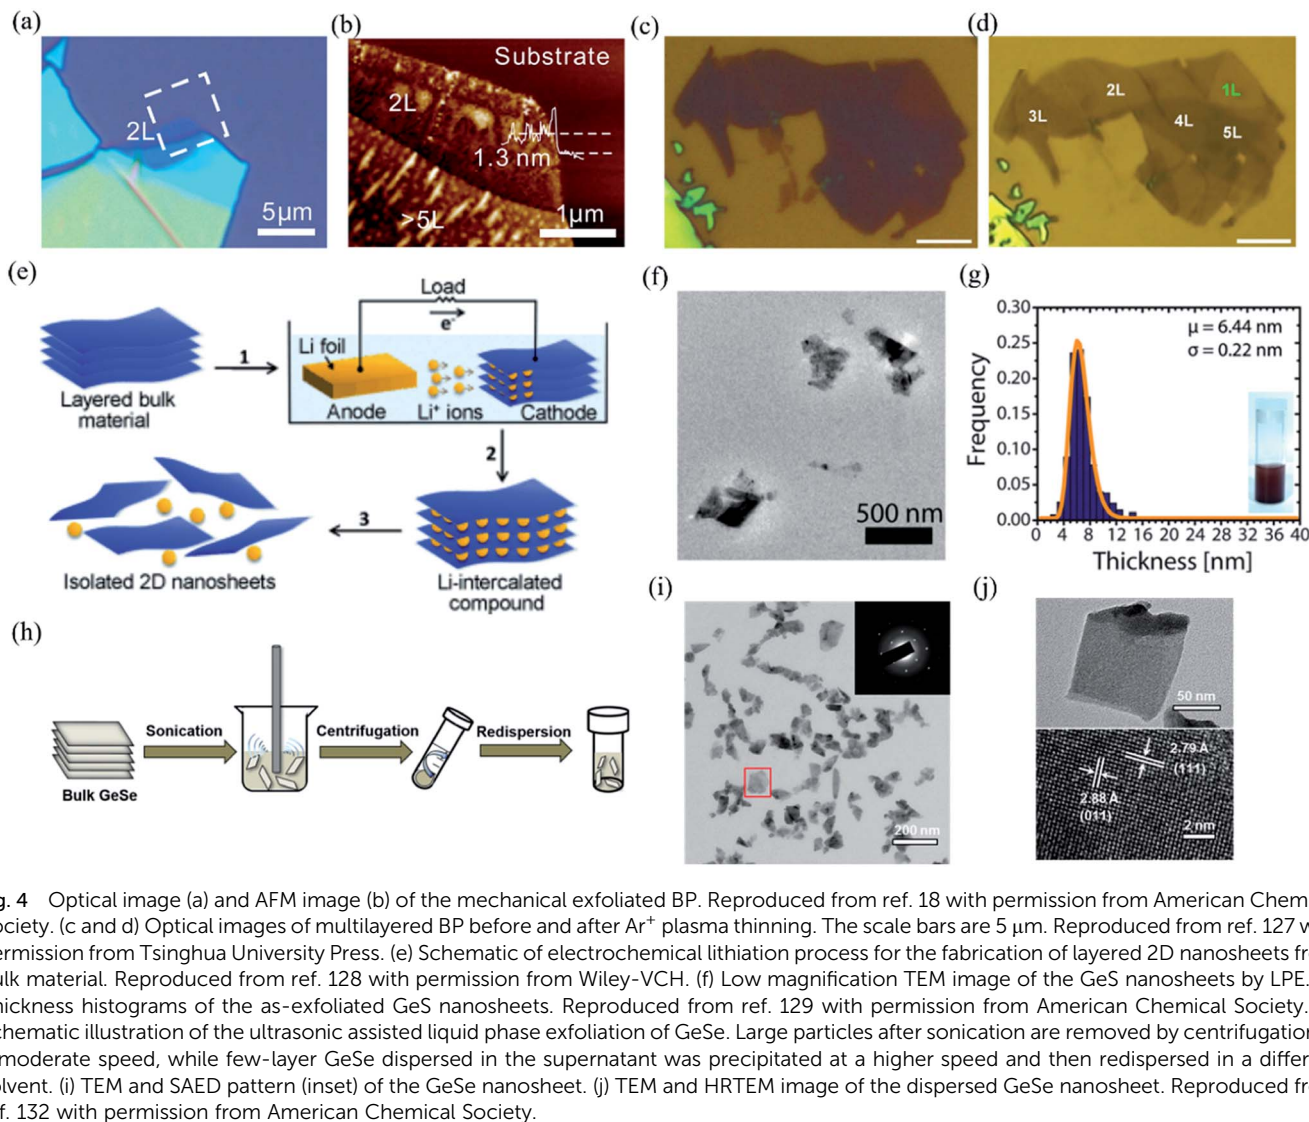 (a)
2L
5μm
(b)
Substrate
2L
1.3 nm
>5L
1μm
(c)
(d)
3L
2L
1L
4L
5L
(e)
Layered bulk
material
1
Load
e-
Li foil
Anode
Li+ ions
Cathode
2
Li-intercalated
compound
3
Isolated 2D nanosheets
(f)
500 nm
(g)
Frequency
0.30
0.25
0.20
0.15
0.10
0.05
0.00
μ = 6.44 nm
σ = 0.22 nm
0 4 8 12 16 20 24 28 32 36 40
Thickness [nm]
(h)
Bulk GeSe
Sonication
Centrifugation
Redispersion
(i)
200 nm
(j)
50 nm
2.79 Å
(111)
2.88 Å
(011)
2 nm
g. 4 Optical image (a) and AFM image (b) of the mechanical exfoliated BP. Reproduced from ref. 18 with permission from American Chem
ociety. (c and d) Optical images of multilayered BP before and after Ar+ plasma thinning. The scale bars are 5 μm. Reproduced from ref. 127 w
ermission from Tsinghua University Press. (e) Schematic of electrochemical lithiation process for the fabrication of layered 2D nanosheets fro
ulk material. Reproduced from ref. 128 with permission from Wiley-VCH. (f) Low magnification TEM image of the GeS nanosheets by LPE.
hickness histograms of the as-exfoliated GeS nanosheets. Reproduced from ref. 129 with permission from American Chemical Society.
chematic illustration of the ultrasonic assisted liquid phase exfoliation of GeSe. Large particles after sonication are removed by centrifugation
moderate speed, while few-layer GeSe dispersed in the supernatant was precipitated at a higher speed and then redispersed in a differ
olvent. (i) TEM and SAED pattern (inset) of the GeSe nanosheet. (j) TEM and HRTEM image of the dispersed GeSe nanosheet. Reproduced fro
f. 132 with permission from American Chemical Society.